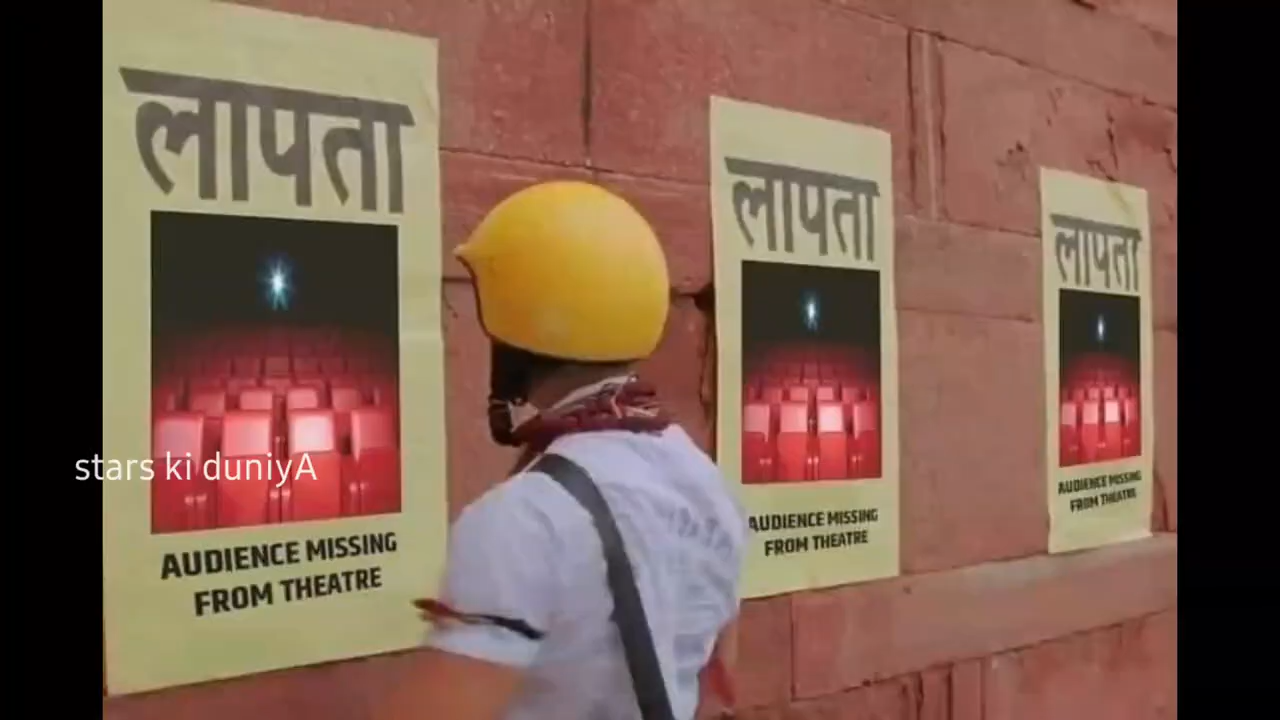 लापता
AUDIENCE MISSING
FROM THEATRE
लापता
AUDIENCE MISSING
FROM THEATRE
लापता
AUDIENCE MISSING
FROM THEATRE
stars ki duniyA